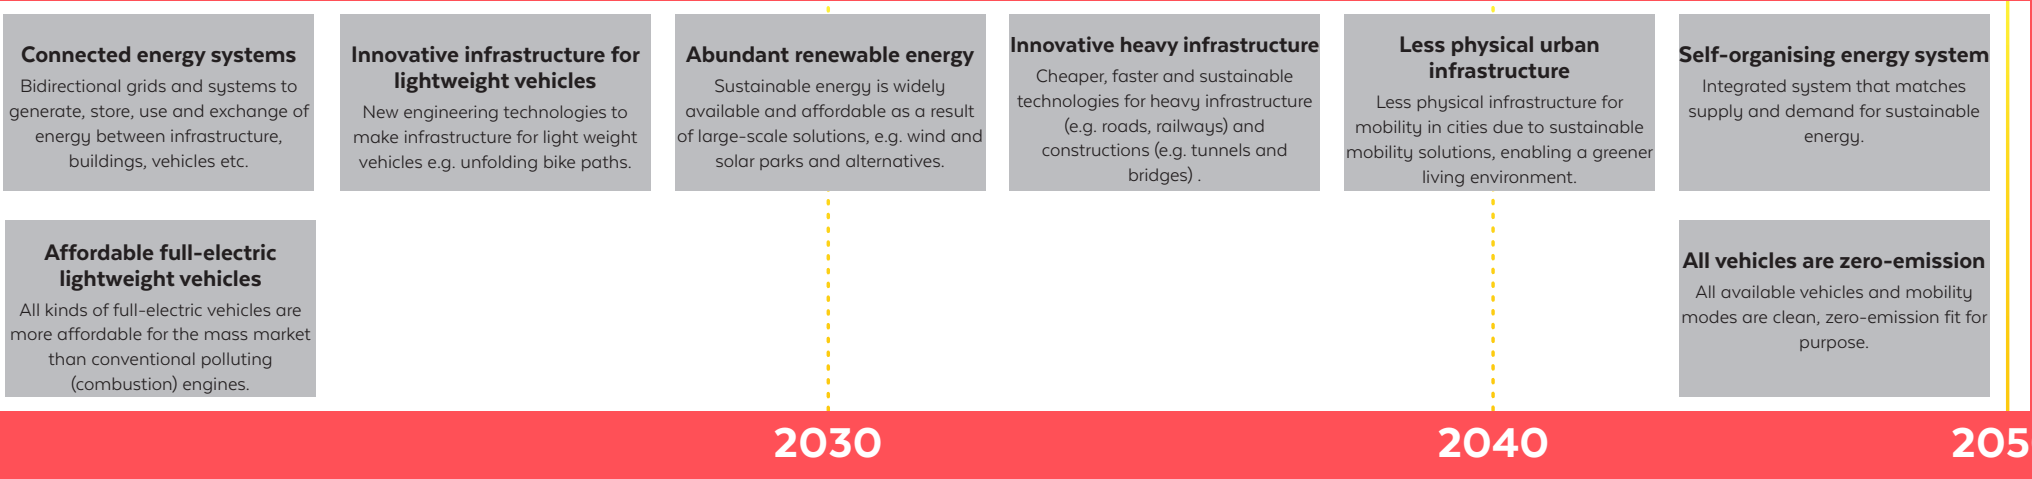 Connected energy systems
Bidirectional grids and systems to
generate, store, use and exchange of
energy between infrastructure,
buildings, vehicles etc.
Innovative infrastructure for
lightweight vehicles
New engineering technologies to
make infrastructure for light weight
vehicles e.g. unfolding bike paths.
Abundant renewable energy
Sustainable energy is widely
available and affordable as a result
of large-scale solutions, e.g. wind and
solar parks and alternatives.
Innovative heavy infrastructure
Cheaper, faster and sustainable
technologies for heavy infrastructure
(e.g. roads, railways) and
constructions (e.g. tunnels and
bridges) .
Less physical urban
infrastructure
Less physical infrastructure for
mobility in cities due to sustainable
mobility solutions, enabling a greener
living environment.
Self-organising energy system
Integrated system that matches
supply and demand for sustainable
energy.
Affordable full-electric
lightweight vehicles
All kinds of full-electric vehicles are
more affordable for the mass market
than conventional polluting
(combustion) engines.
All vehicles are zero-emission
All available vehicles and mobility
modes are clean, zero-emission fit for
purpose.
2030
2040
205